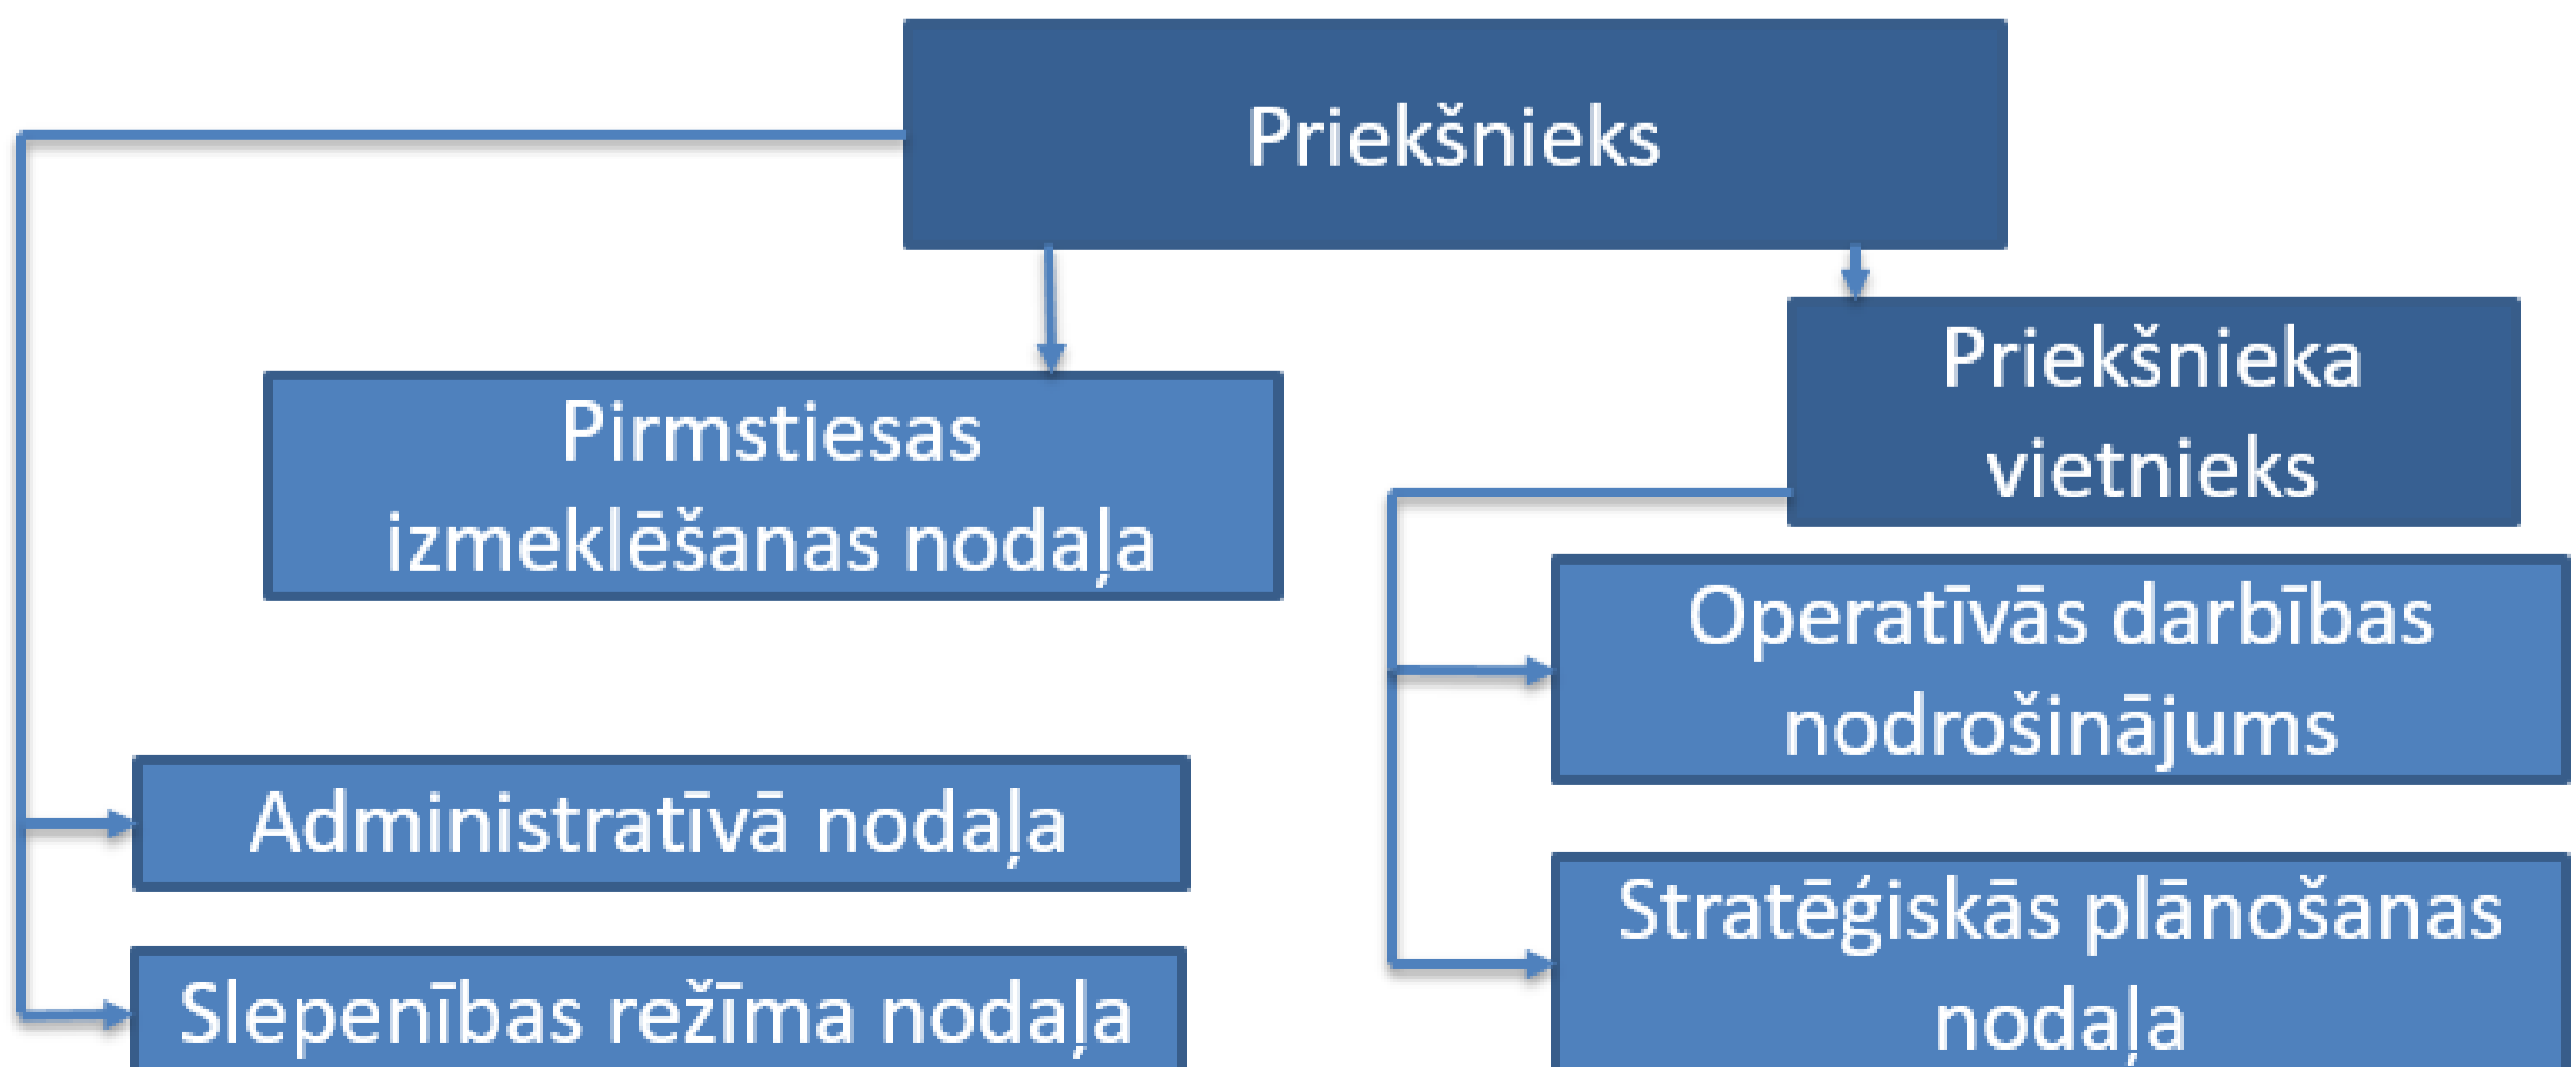 Priekšnieks
Priekšnieka
vietnieks
Pirmstiesas
izmeklēšanas nodaļa
Operatīvās darbības
nodrošinājums
Administratīvā nodaļa
Stratēģiskās plānošanas
nodaļa
Slepenības režīma nodaļa